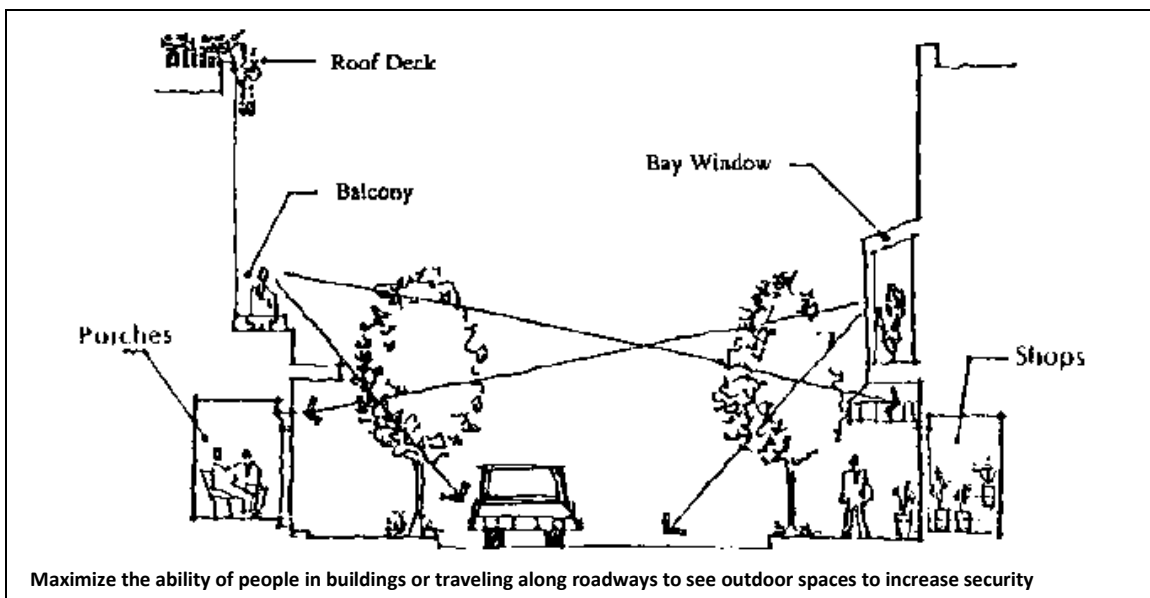 Roof Deck
Bay Window
Balcony
Porches
Shops
Maximize the ability of people in buildings or traveling along roadways to see outdoor spaces to increase security